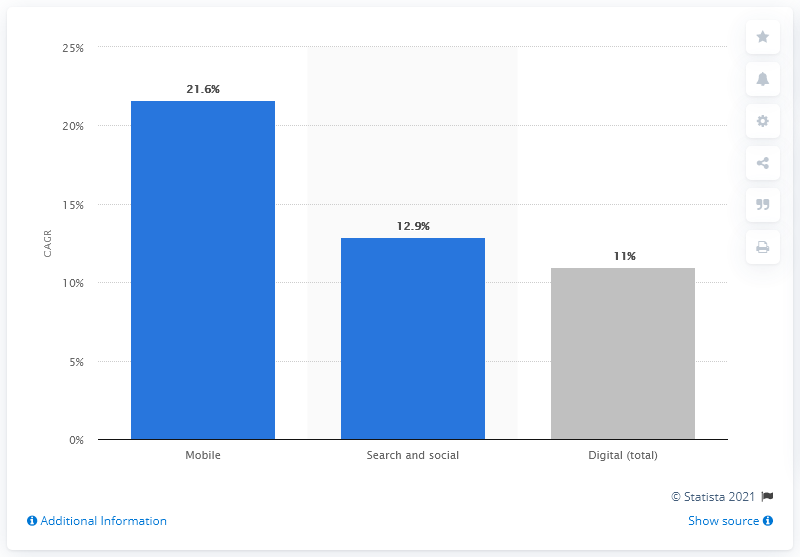 25%
20%
15%
10%
5%
0%
CAGR
21.6%
12.9%
11%
Mobile
Search and social
Digital (total)
© Statista 2021
Additional Information
Show source